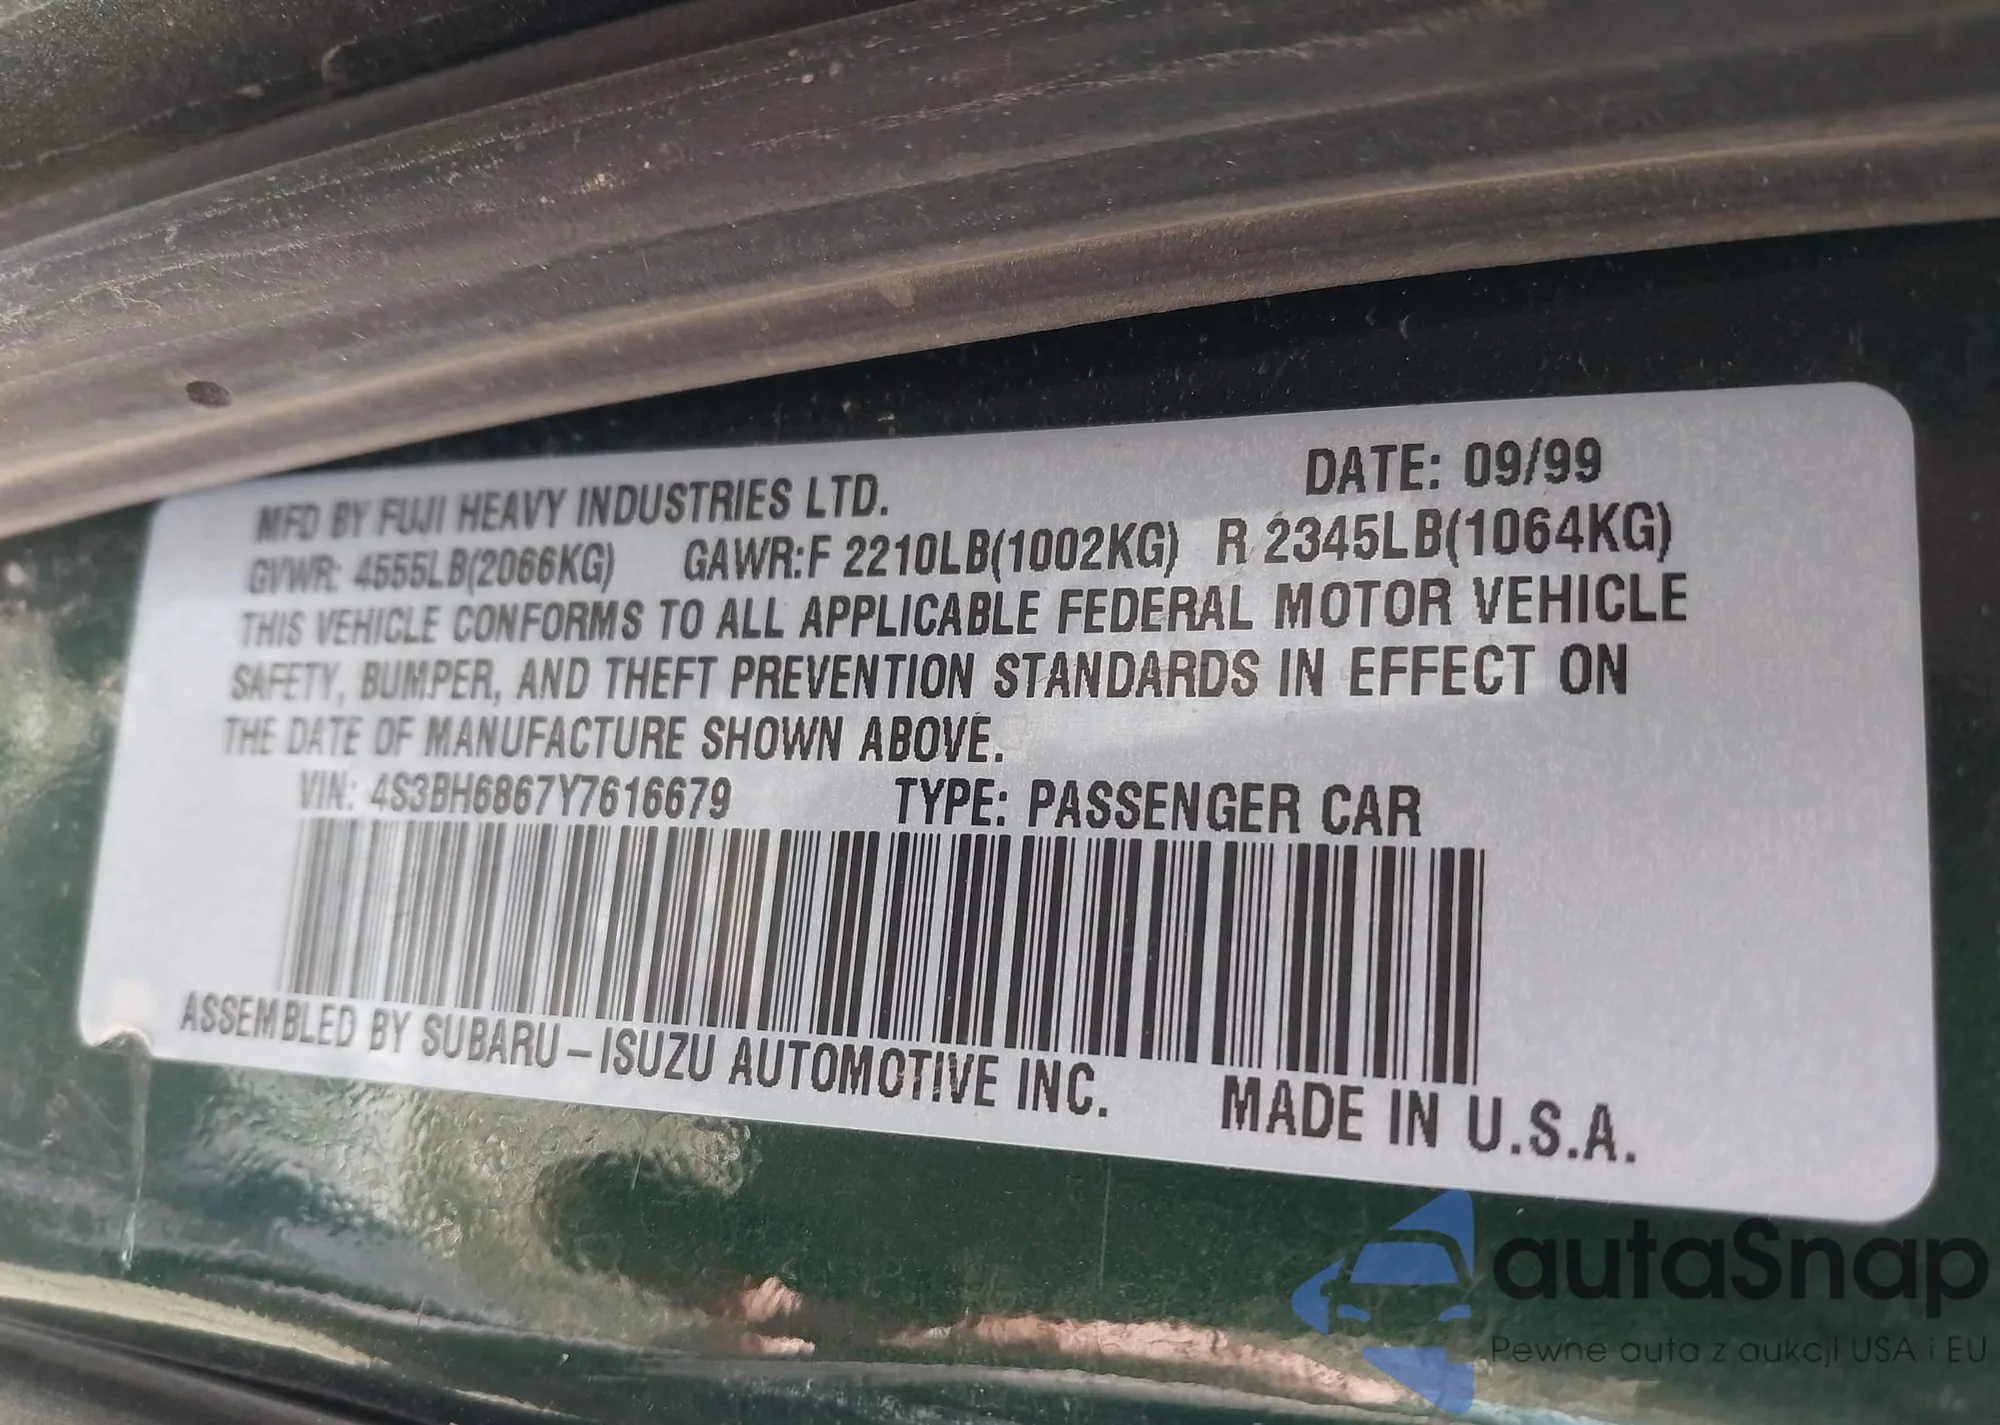 DATE: 09/99
MFD BY FUJI HEAVY INDUSTRIES LTD.
GVWR: 4555LB(2066KG) GAWR:F 2210LB(1002KG) R 2345LB(1064KG)
THIS VEHICLE CONFORMS TO ALL APPLICABLE FEDERAL MOTOR VEHICLE
SAFETY, BUMPER, AND THEFT PREVENTION STANDARDS IN EFFECT ON
THE DATE OF MANUFACTURE SHOWN ABOVE.
VIN: 4S3BH6867Y7616679 TYPE: PASSENGER CAR
ASSEMBLED BY SUBARU–ISUZU AUTOMOTIVE INC. MADE IN U.S.A.
autaSnap
Pewne auta z aukcji USA i EU